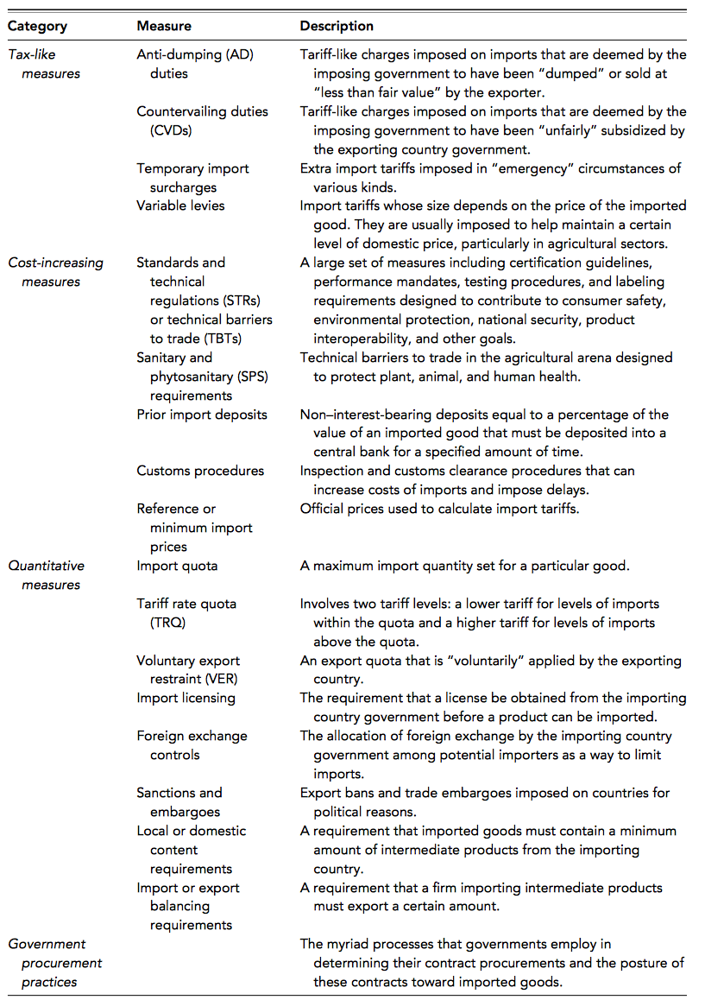 Category Measure Description
Tax-like Anti-dumping (AD) Tariff-like charges imposed on imports that are deemed by the
measures duties imposing government to have been “dumped” or sold at
“less than fair value” by the exporter.
Countervailing duties Tariff-like charges imposed on imports that are deemed by the
(CVDs) imposing government to have been “unfairly” subsidized by
the exporting country government.
Temporary import Extra import tariffs imposed in “emergency” circumstances of
surcharges various kinds.
Variable levies Import tariffs whose size depends on the price of the imported
good. They are usually imposed to help maintain a certain
level of domestic price, particularly in agricultural sectors.
Cost-increasing Standards and A large set of measures including certification guidelines,
measures technical performance mandates, testing procedures, and labeling
regulations (STRs) requirements designed to contribute to consumer safety,
or technical barriers environmental protection, national security, product
to trade (TBTs) interoperability, and other goals.
Sanitary and Technical barriers to trade in the agricultural arena designed
phytosanitary (SPS) to protect plant, animal, and human health.
requirements
Prior import deposits Non–interest-bearing deposits equal to a percentage of the
value of an imported good that must be deposited into a
central bank for a specified amount of time.
Customs procedures Inspection and customs clearance procedures that can
increase costs of imports and impose delays.
Reference or Official prices used to calculate import tariffs.
minimum import
prices
Quantitative Import quota A maximum import quantity set for a particular good.
measures
Tariff rate quota Involves two tariff levels: a lower tariff for levels of imports
(TRQ) within the quota and a higher tariff for levels of imports
above the quota.
Voluntary export An export quota that is “voluntarily” applied by the exporting
restraint (VER) country.
Import licensing The requirement that a license be obtained from the importing
country government before a product can be imported.
Foreign exchange The allocation of foreign exchange by the importing country
controls government among potential importers as a way to limit
imports.
Sanctions and Export bans and trade embargoes imposed on countries for
embargoes political reasons.
Local or domestic A requirement that imported goods must contain a minimum
content amount of intermediate products from the importing
requirements country.
Import or export A requirement that a firm importing intermediate products
balancing must export a certain amount.
requirements
Government The myriad processes that governments employ in
procurement determining their contract procurements and the posture of
practices these contracts toward imported goods.